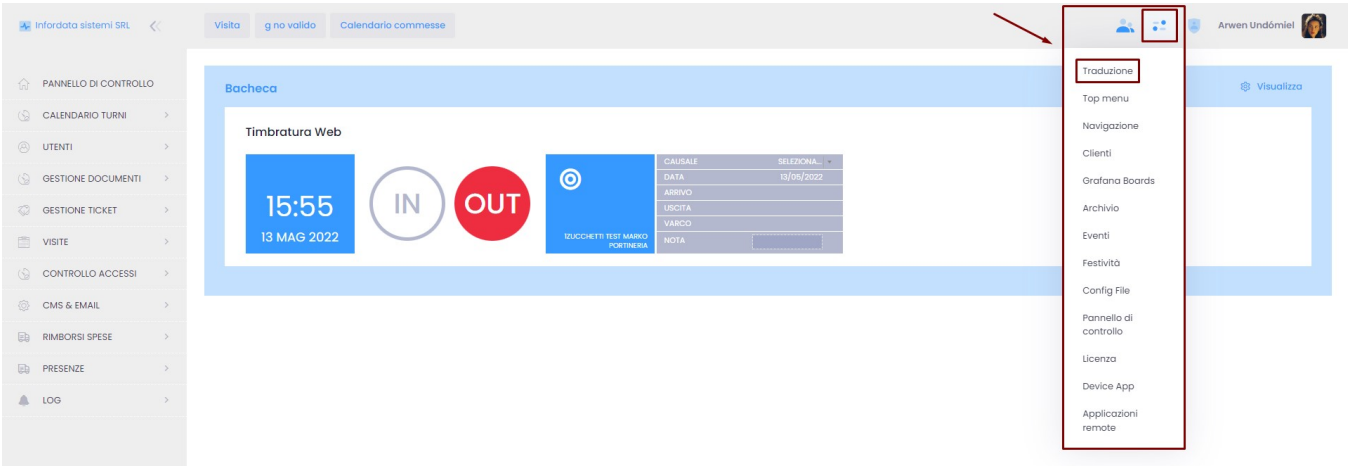 Infordata sistemi SRL
Visita
g no valido
Calendario commesse
Arwen Undómiel
PANNELLO DI CONTROLLO
CALENDARIO TURNI
UTENTI
GESTIONE DOCUMENTI
GESTIONE TICKET
VISITE
CONTROLLO ACCESSI
CMS & EMAIL
RIMBORSI SPESE
PRESENZE
LOG
Bacheca
Visualizza
Timbratura Web
15:55
13 MAG 2022
IN
OUT
1ZUCCHETTI TEST MARKO
PORTINERIA
CAUSALE SELEZIONA...
DATA 13/05/2022
ARRIVO
USCITA
VARCO
NOTA
Traduzione
Top menu
Navigazione
Clienti
Grafana Boards
Archivio
Eventi
Festività
Config File
Pannello di
controllo
Licenza
Device App
Applicazioni
remote